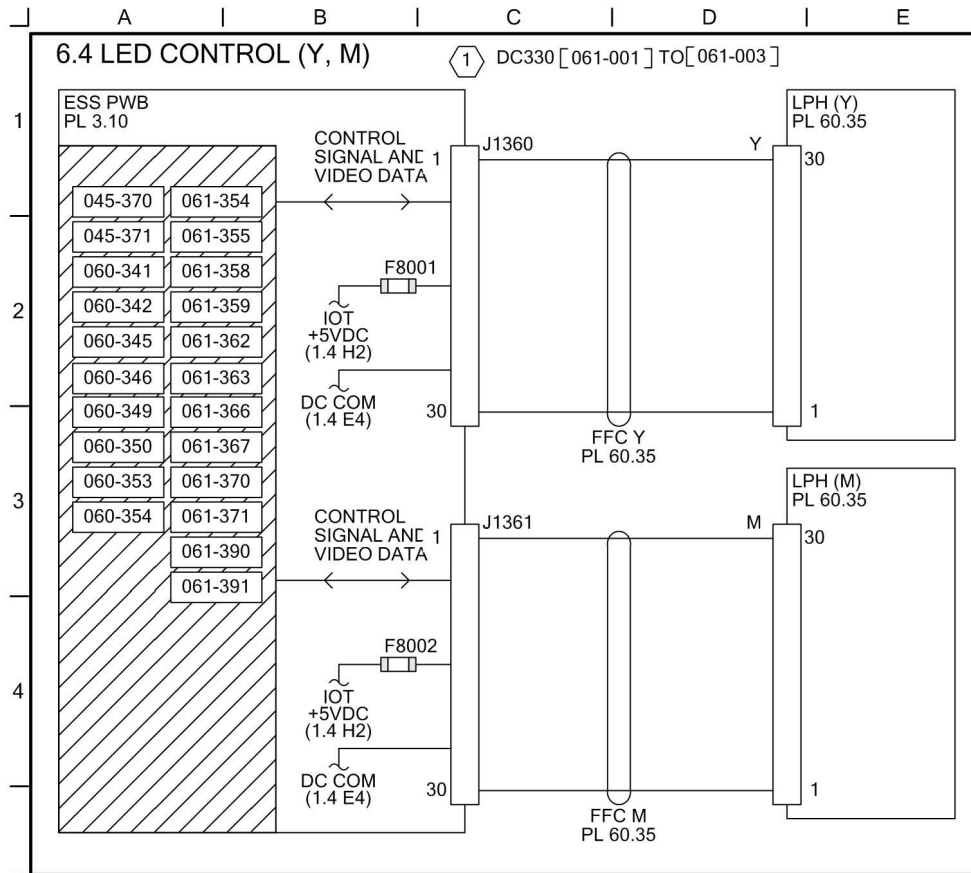 A B C D E
6.4 LED CONTROL (Y, M)
1 DC330 [061-001] TO [061-003]
1
2
3
4
ESS PWB
PL 3.10
045-370 061-354
045-371 061-355
060-341 061-358
060-342 061-359
060-345 061-362
060-346 061-363
060-349 061-366
060-350 061-367
060-353 061-370
060-354 061-371
061-390
061-391
CONTROL
SIGNAL AND
VIDEO DATA
1
J1360
Y
30
LPH (Y)
PL 60.35
F8001
IOT
+5VDC
(1.4 H2)
DC COM
(1.4 E4)
30
1
FFC Y
PL 60.35
CONTROL
SIGNAL AND
VIDEO DATA
1
J1361
M
30
LPH (M)
PL 60.35
F8002
IOT
+5VDC
(1.4 H2)
DC COM
(1.4 E4)
30
1
FFC M
PL 60.35